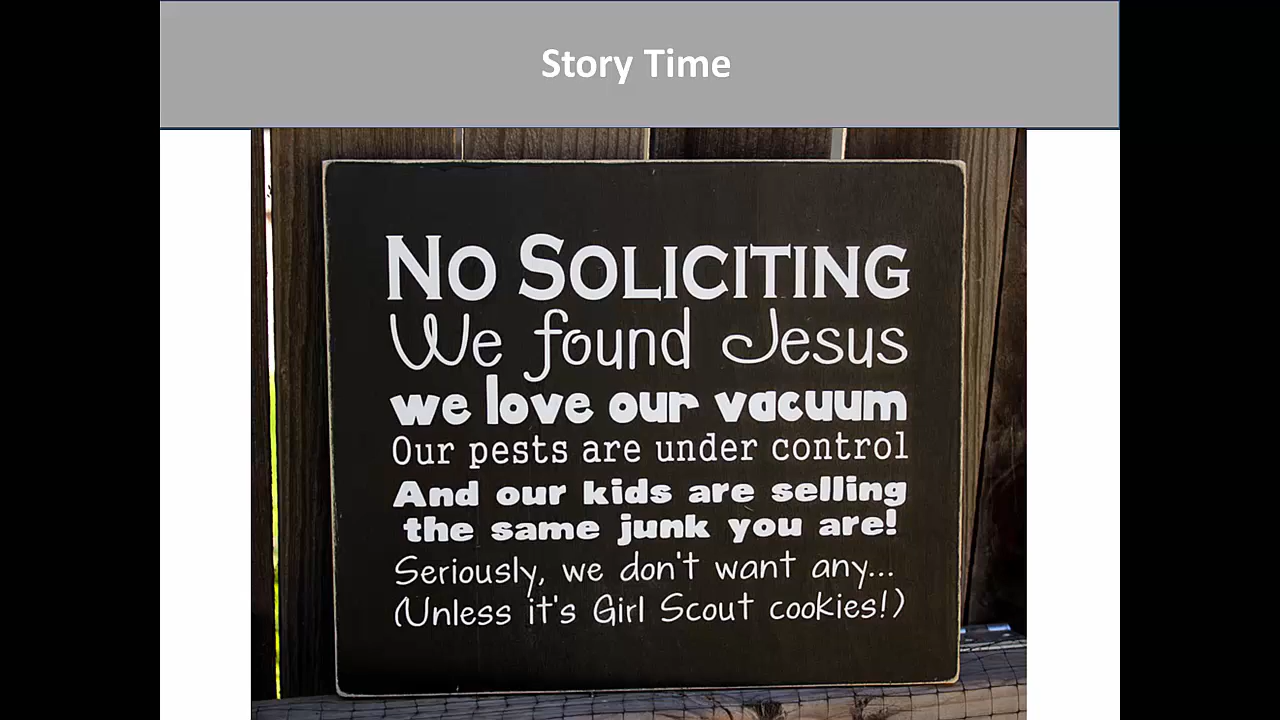 Story Time
No Soliciting
We found Jesus
we love our vacuum
Our pests are under control
And our kids are selling
the same junk you are!
Seriously, we don't want any...
(Unless it's Girl Scout cookies!)